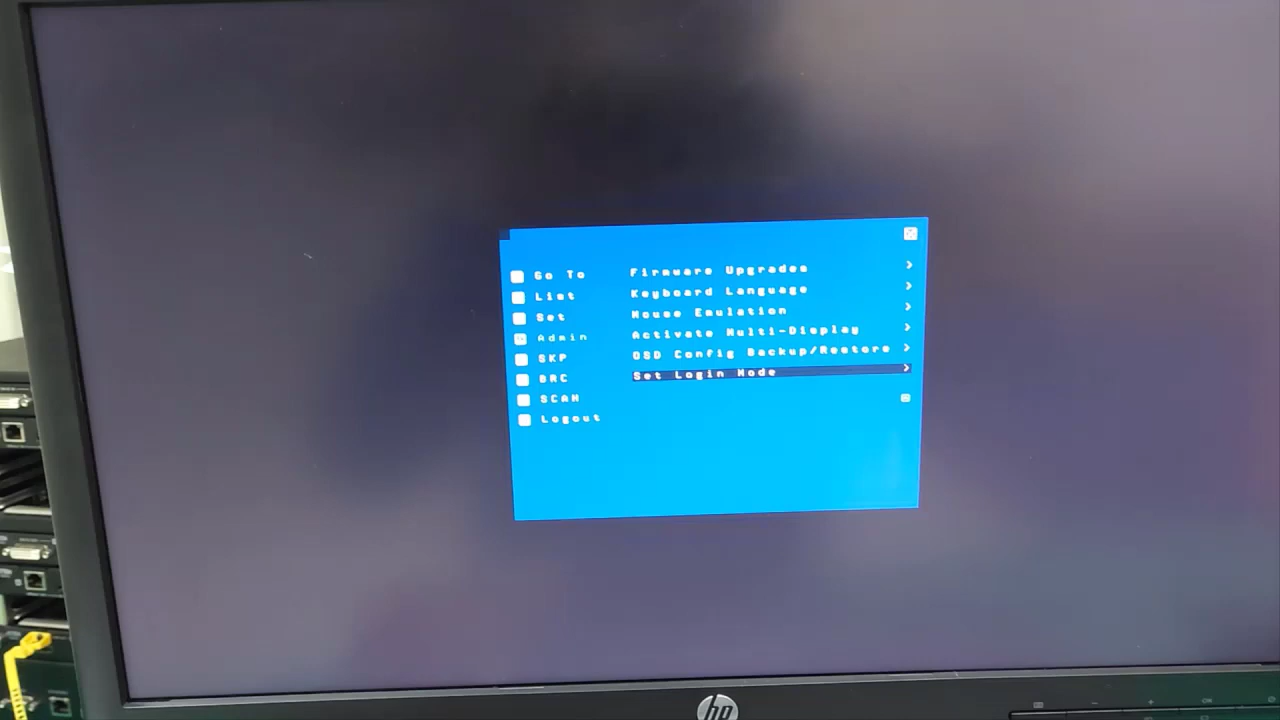 Go To
List
Set
Admin
SKP
BRC
SCAN
Logout
Firmware Upgrades
Keyboard Language
Mouse Emulation
Activate Multi-Display
OSD Config Backup/Restore
Set Login Mode
hp